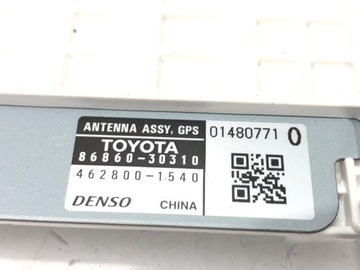 ANTENNA ASSY, GPS 01480771 0
TOYOTA
86860-30310
462800-1540
DENSO CHINA